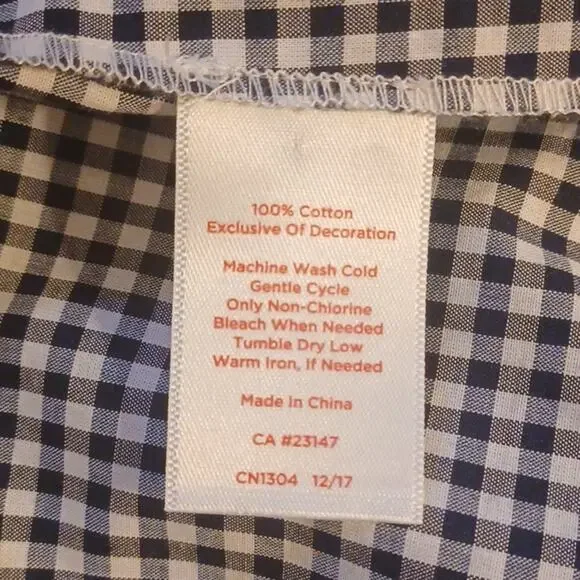 100% Cotton
Exclusive Of Decoration
Machine Wash Cold
Gentle Cycle
Only Non-Chlorine
Bleach When Needed
Tumble Dry Low
Warm Iron, If Needed
Made in China
CA #23147
CN1304 12/17